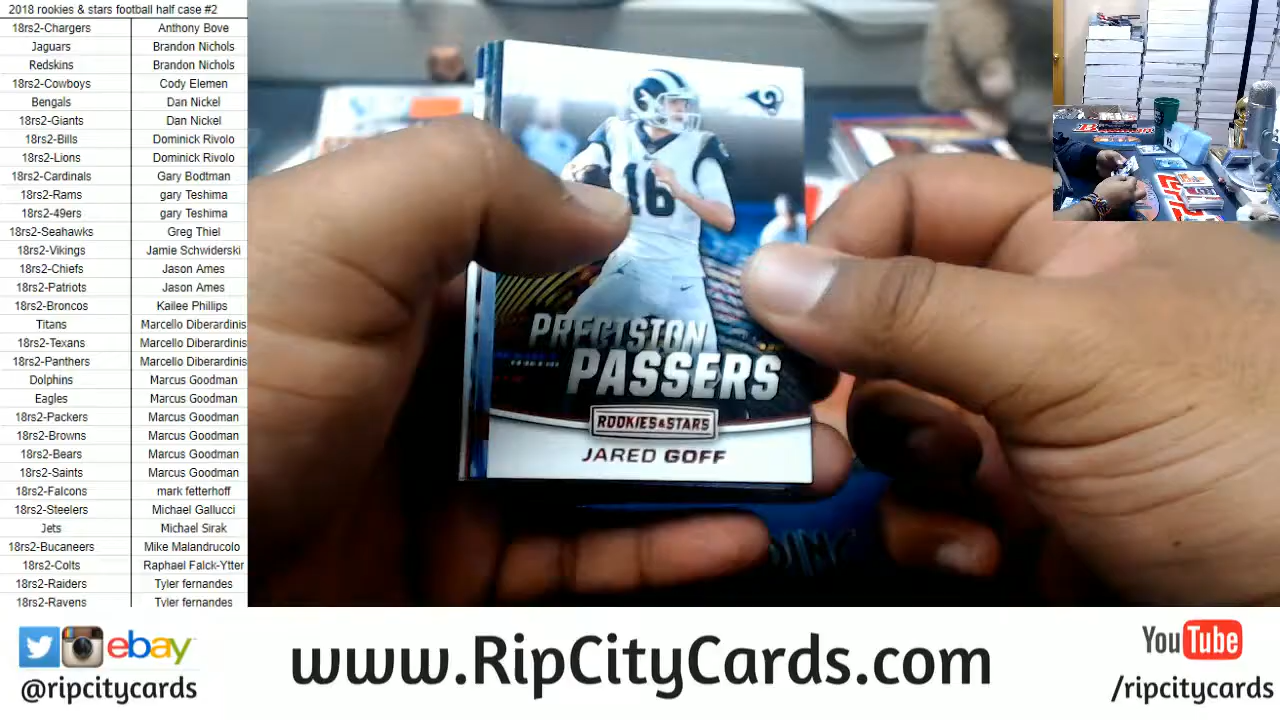 2018 rookies & stars football half case #2
18rs2-Chargers Anthony Bove
Jaguars Brandon Nichols
Redskins Brandon Nichols
18rs2-Cowboys Cody Elemen
Bengals Dan Nickel
18rs2-Giants Dan Nickel
18rs2-Bills Dominick Rivolo
18rs2-Lions Dominick Rivolo
18rs2-Cardinals Gary Bodtman
18rs2-Rams gary Teshima
18rs2-49ers gary Teshima
18rs2-Seahawks Greg Thiel
18rs2-Vikings Jamie Schwiderski
18rs2-Chiefs Jason Ames
18rs2-Patriots Jason Ames
18rs2-Broncos Kailee Phillips
Titans Marcello Diberardinis
18rs2-Texans Marcello Diberardinis
18rs2-Panthers Marcello Diberardinis
Dolphins Marcus Goodman
Eagles Marcus Goodman
18rs2-Packers Marcus Goodman
18rs2-Browns Marcus Goodman
18rs2-Bears Marcus Goodman
18rs2-Saints Marcus Goodman
18rs2-Falcons mark fetterhoff
18rs2-Steelers Michael Gallucci
Jets Michael Sirak
18rs2-Bucaneers Mike Malandrucolo
18rs2-Colts Raphael Falck-Ytter
18rs2-Raiders Tyler fernandes
18rs2-Ravens Tyler fernandes
16
PRECISION
PASSERS
ROOKIES & STARS
JARED GOFF
ebay
@ripcitycards
www.RipCityCards.com
YouTube
/ripcitycards